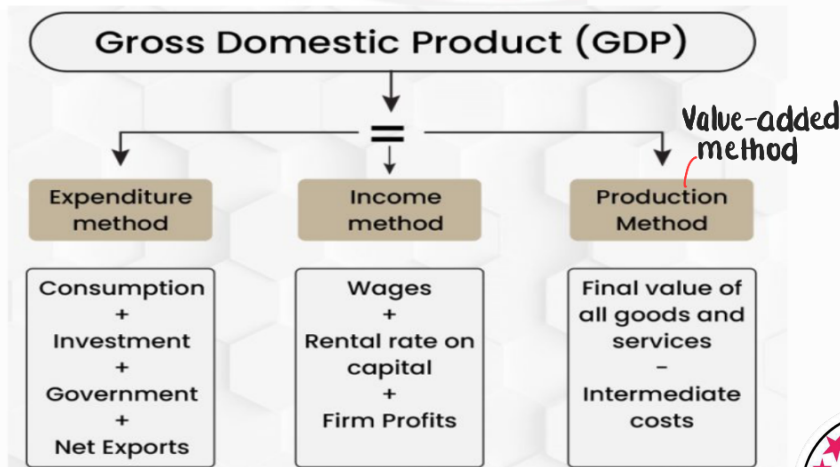 Gross Domestic Product (GDP)
=
Value-added
method
Expenditure
method
Income
method
Production
Method
Consumption
+
Investment
+
Government
+
Net Exports
Wages
+
Rental rate on
capital
+
Firm Profits
Final value of
all goods and
services
-
Intermediate
costs